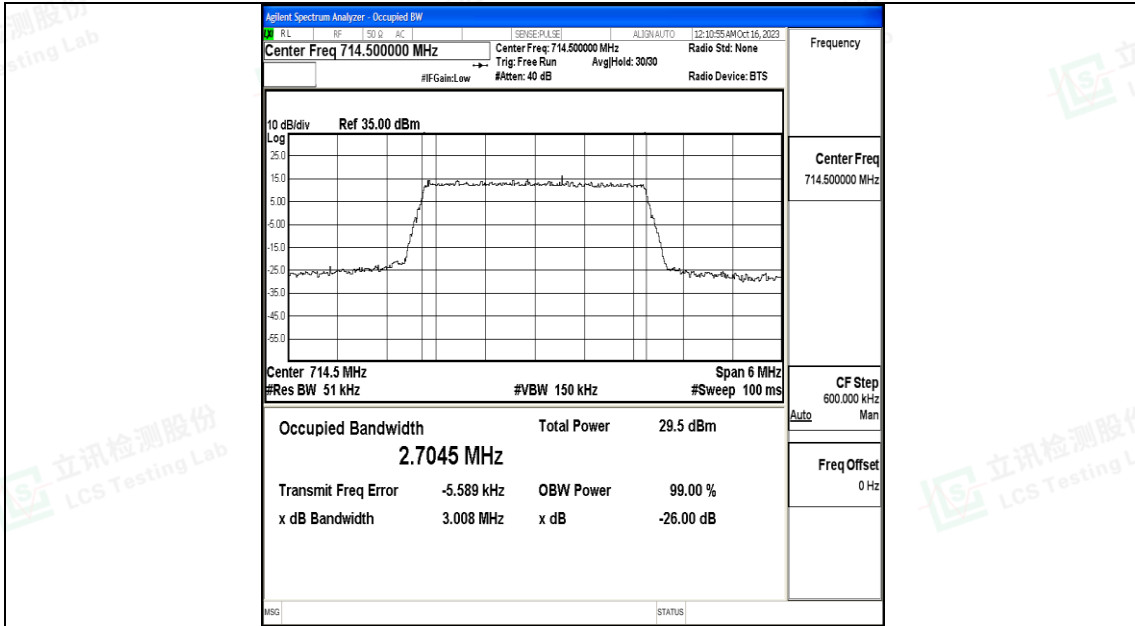 Agilent Spectrum Analyzer - Occupied BW
RL RF 50 Ω AC SENSE:PULSE ALIGN AUTO 12:10:55 AM Oct 16, 2023
Center Freq 714.500000 MHz
Center Freq: 714.500000 MHz Radio Std: None
Trig: Free Run Avg|Hold: 30/30
#IFGain:Low #Atten: 40 dB Radio Device: BTS
Frequency
10 dB/div Ref 35.00 dBm
Log
25.0
15.0
5.00
-5.00
-15.0
-25.0
-35.0
-45.0
-55.0
Center 714.5 MHz Span 6 MHz
#Res BW 51 kHz #VBW 150 kHz #Sweep 100 ms
Center Freq
714.500000 MHz
CF Step
600.000 kHz
Auto Man
Freq Offset
0 Hz
Occupied Bandwidth Total Power 29.5 dBm
2.7045 MHz
Transmit Freq Error -5.589 kHz OBW Power 99.00 %
x dB Bandwidth 3.008 MHz x dB -26.00 dB
MSG STATUS
立讯检测股份
LCS Testing Lab
立讯检测股份
LCS Testing L
测股份
sting Lab
立